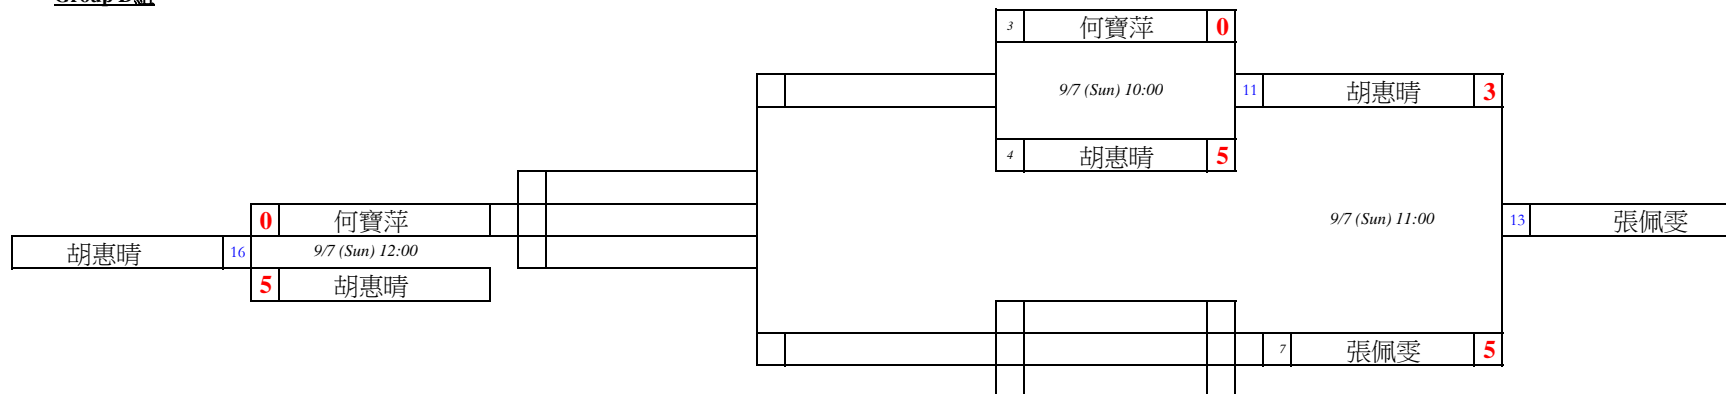 3 何寶萍 0
9/7 (Sun) 10:00
11 胡惠晴 3
4 胡惠晴 5
0 何寶萍
9/7 (Sun) 11:00
13 張佩雯
胡惠晴 16
9/7 (Sun) 12:00
5 胡惠晴
7 張佩雯 5